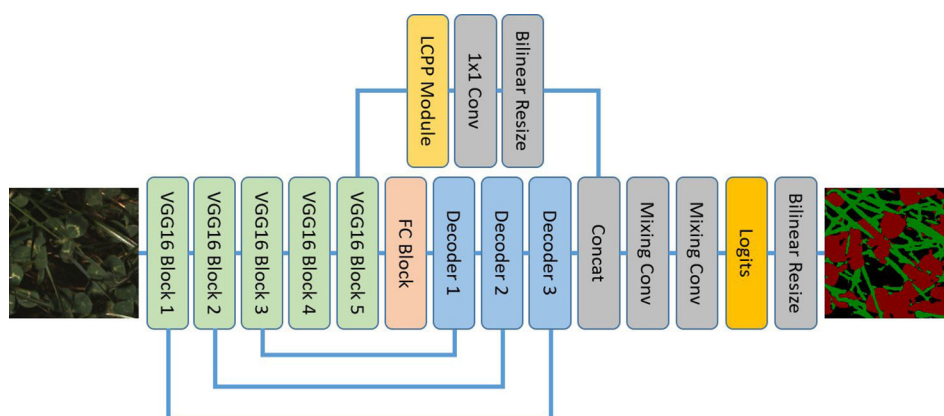 LCPP Module
1x1 Conv
Bilinear Resize
VGG16 Block 1
VGG16 Block 2
VGG16 Block 3
VGG16 Block 4
VGG16 Block 5
FC Block
Decoder 1
Decoder 2
Decoder 3
Concat
Mixing Conv
Mixing Conv
Logits
Bilinear Resize